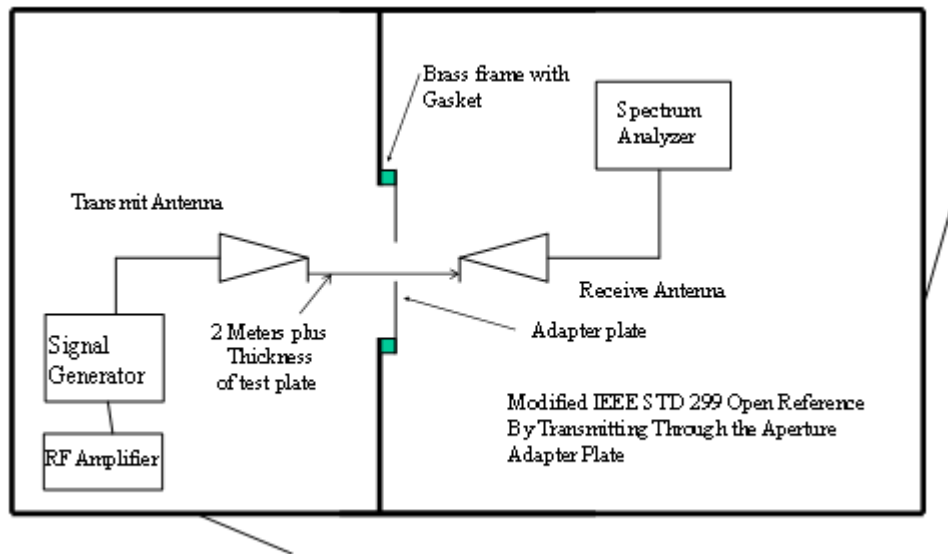 Brass frame with
Gasket
Spectrum
Analyzer
Transmit Antenna
Receive Antenna
2 Meters plus
Thickness
of test plate
Adapter plate
Signal
Generator
RF Amplifier
Modified IEEE STD 299 Open Reference
By Transmitting Through the Aperture
Adapter Plate